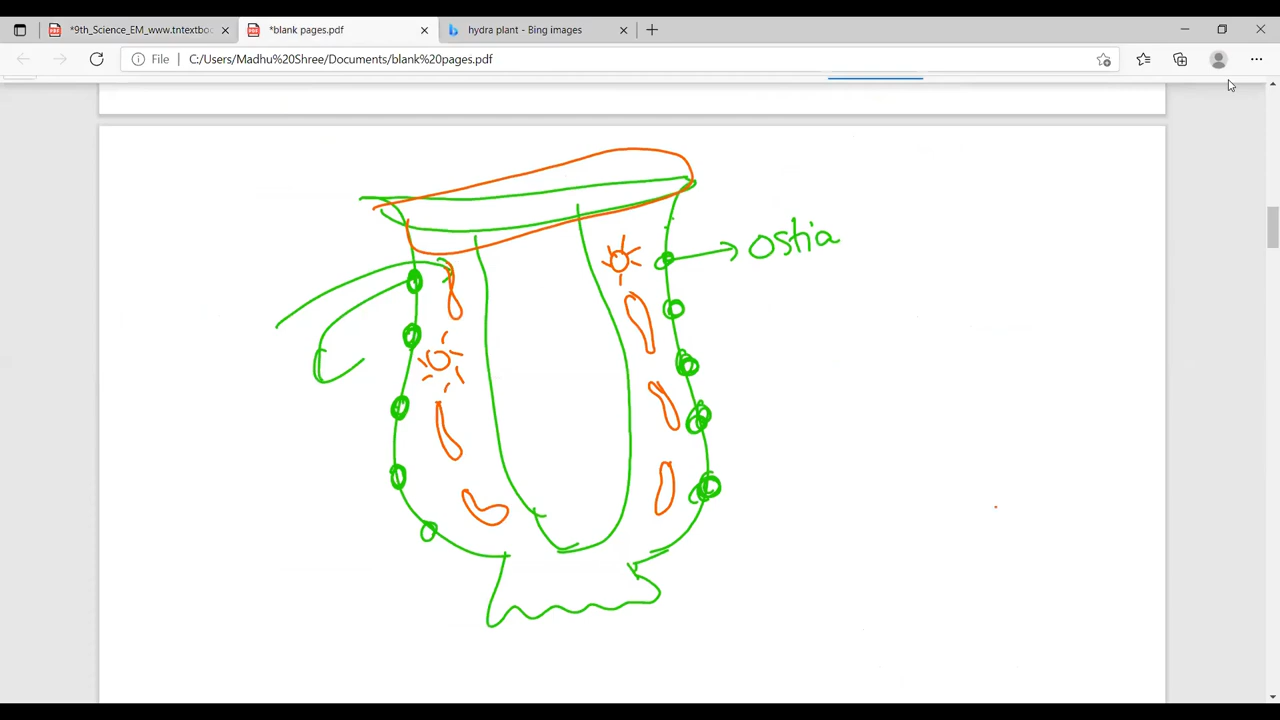 *9th_Science_EM_www.tntextbo
*blank pages.pdf
hydra plant - Bing images
File
C:/Users/Madhu%20Shree/Documents/blank%20pages.pdf
ostia